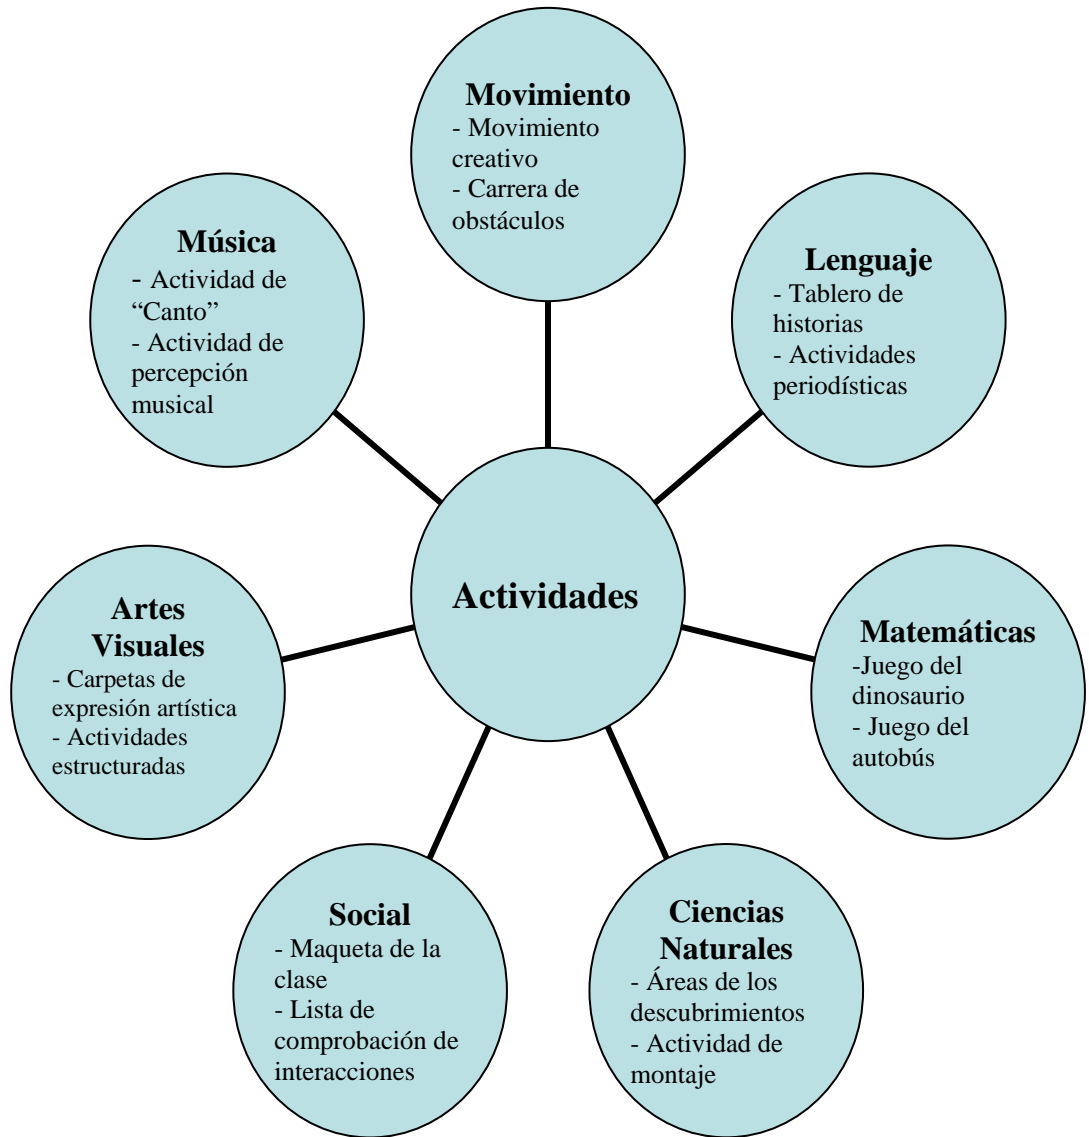 Movimiento
- Movimiento
creativo
- Carrera de
obstáculos
Música
- Actividad de
“Canto”
- Actividad de
percepción
musical
Lenguaje
- Tablero de
historias
- Actividades
periodísticas
Actividades
Artes
Visuales
- Carpetas de
expresión artística
- Actividades
estructuradas
Matemáticas
-Juego del
dinosaurio
- Juego del
autobús
Social
- Maqueta de la
clase
- Lista de
comprobación de
interacciones
Ciencias
Naturales
- Áreas de los
descubrimientos
- Actividad de
montaje